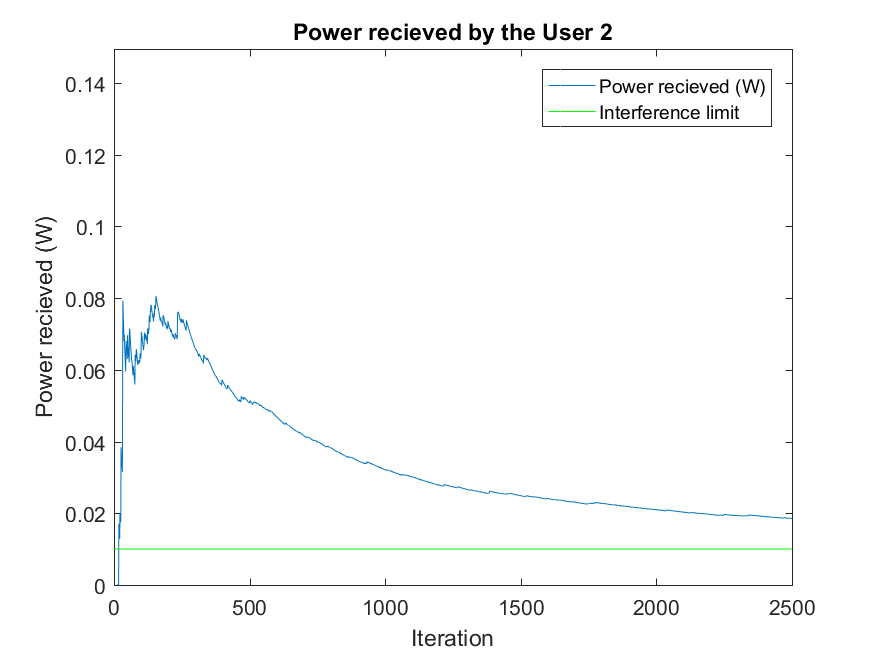 Power recieved by the User 2
Power recieved (W)
Interference limit
0.14
0.12
0.1
0.08
0.06
0.04
0.02
0
Power recieved (W)
0 500 1000 1500 2000 2500
Iteration